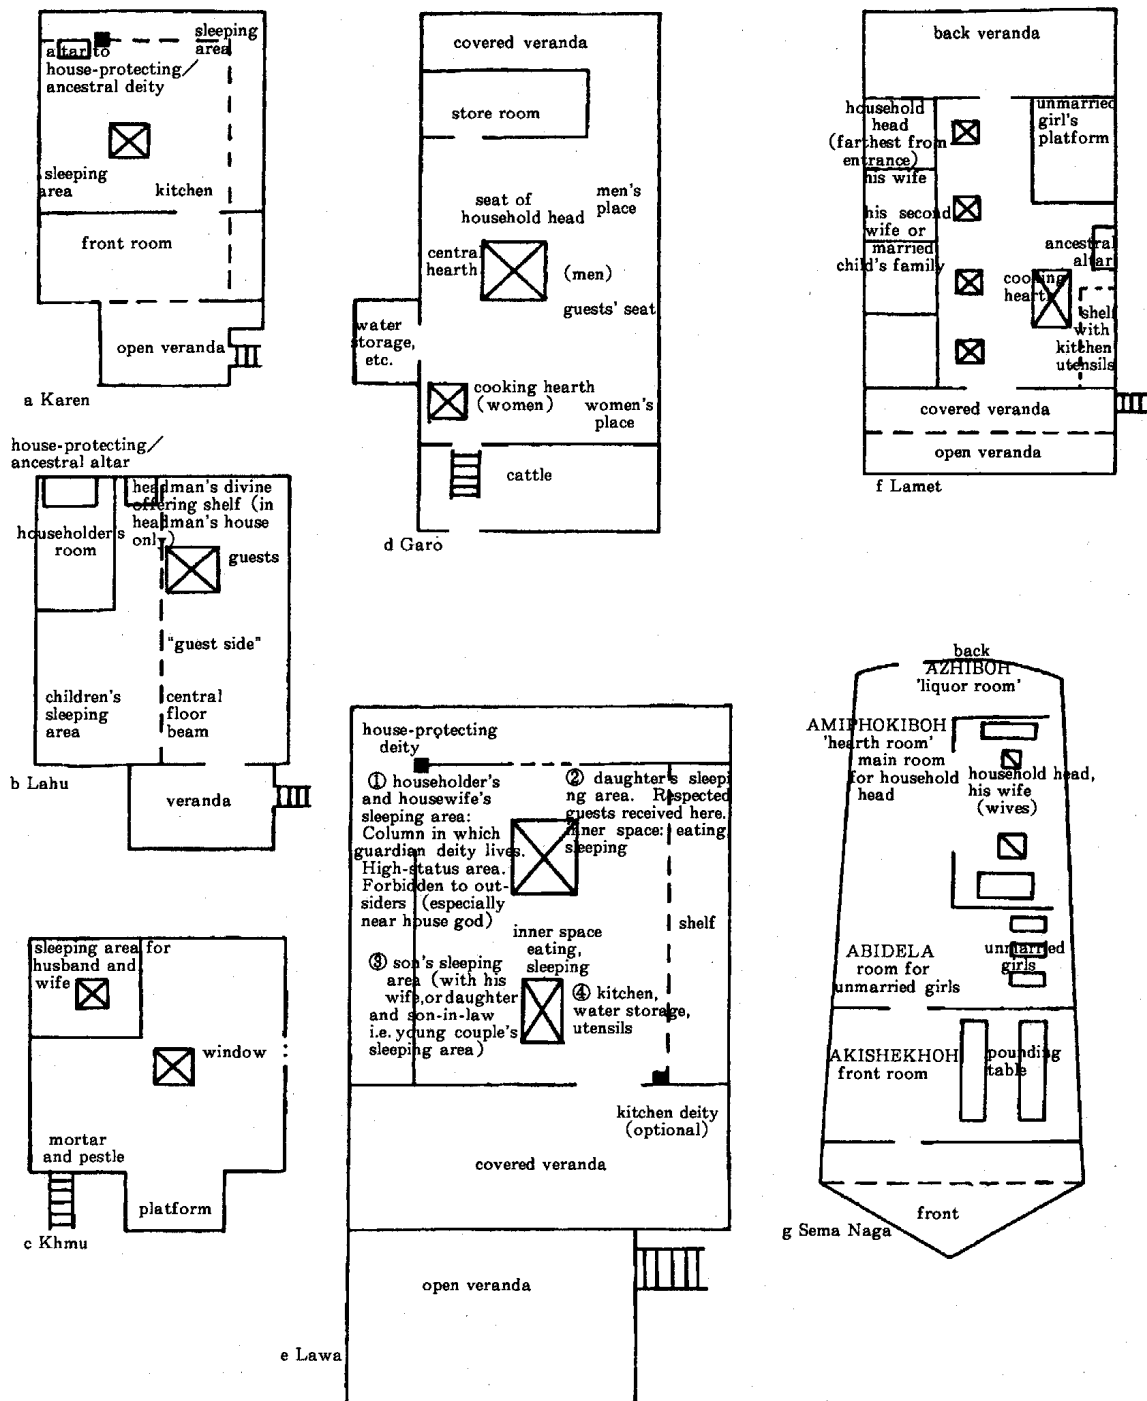 sleeping
area
altar to
house-protecting/
ancestral deity
sleeping
area
kitchen
front room
open veranda
a Karen
house-protecting/
ancestral altar
headman's divine
offering shelf (in
headman's house
only)
householder's
room
guests
"guest side"
children's
sleeping
area
central
floor
beam
b Lahu
veranda
sleeping area for
husband and
wife
window
mortar
and pestle
platform
c Khmu
covered veranda
store room
men's
place
seat of
household head
central
hearth
(men)
guests' seat
water
storage,
etc.
cooking hearth
(women)
women's
place
cattle
d Garo
house-protecting
deity
① householder's
and housewife's
sleeping area:
Column in which
guardian deity lives.
High-status area.
Forbidden to out-
siders (especially
near house god)
② daughter's sleepi
ng area. Respected
guests received here.
inner space: eating,
sleeping
shelf
inner space
eating,
sleeping
③ son's sleeping
area (with his
wife,or daughter
and son-in-law
i.e. young couple's
sleeping area)
④ kitchen,
water storage,
utensils
kitchen deity
(optional)
covered veranda
open veranda
e Lawa
back veranda
household
head
(farthest from
entrance)
his wife
his second
wife or
married
child's family
unmarried
girl's
platform
ancestral
altar
cooking
hearth
shelf
with
kitchen
utensils
covered veranda
open veranda
f Lamet
back
AZHIBOH
'liquor room'
AMIPHOKIBOH
'hearth room'
main room
for household
head
household head,
his wife
(wives)
ABIDELA
room for
unmarried girls
unmarried
girls
AKISHEKHOH
front room
pounding
table
front
g Sema Naga